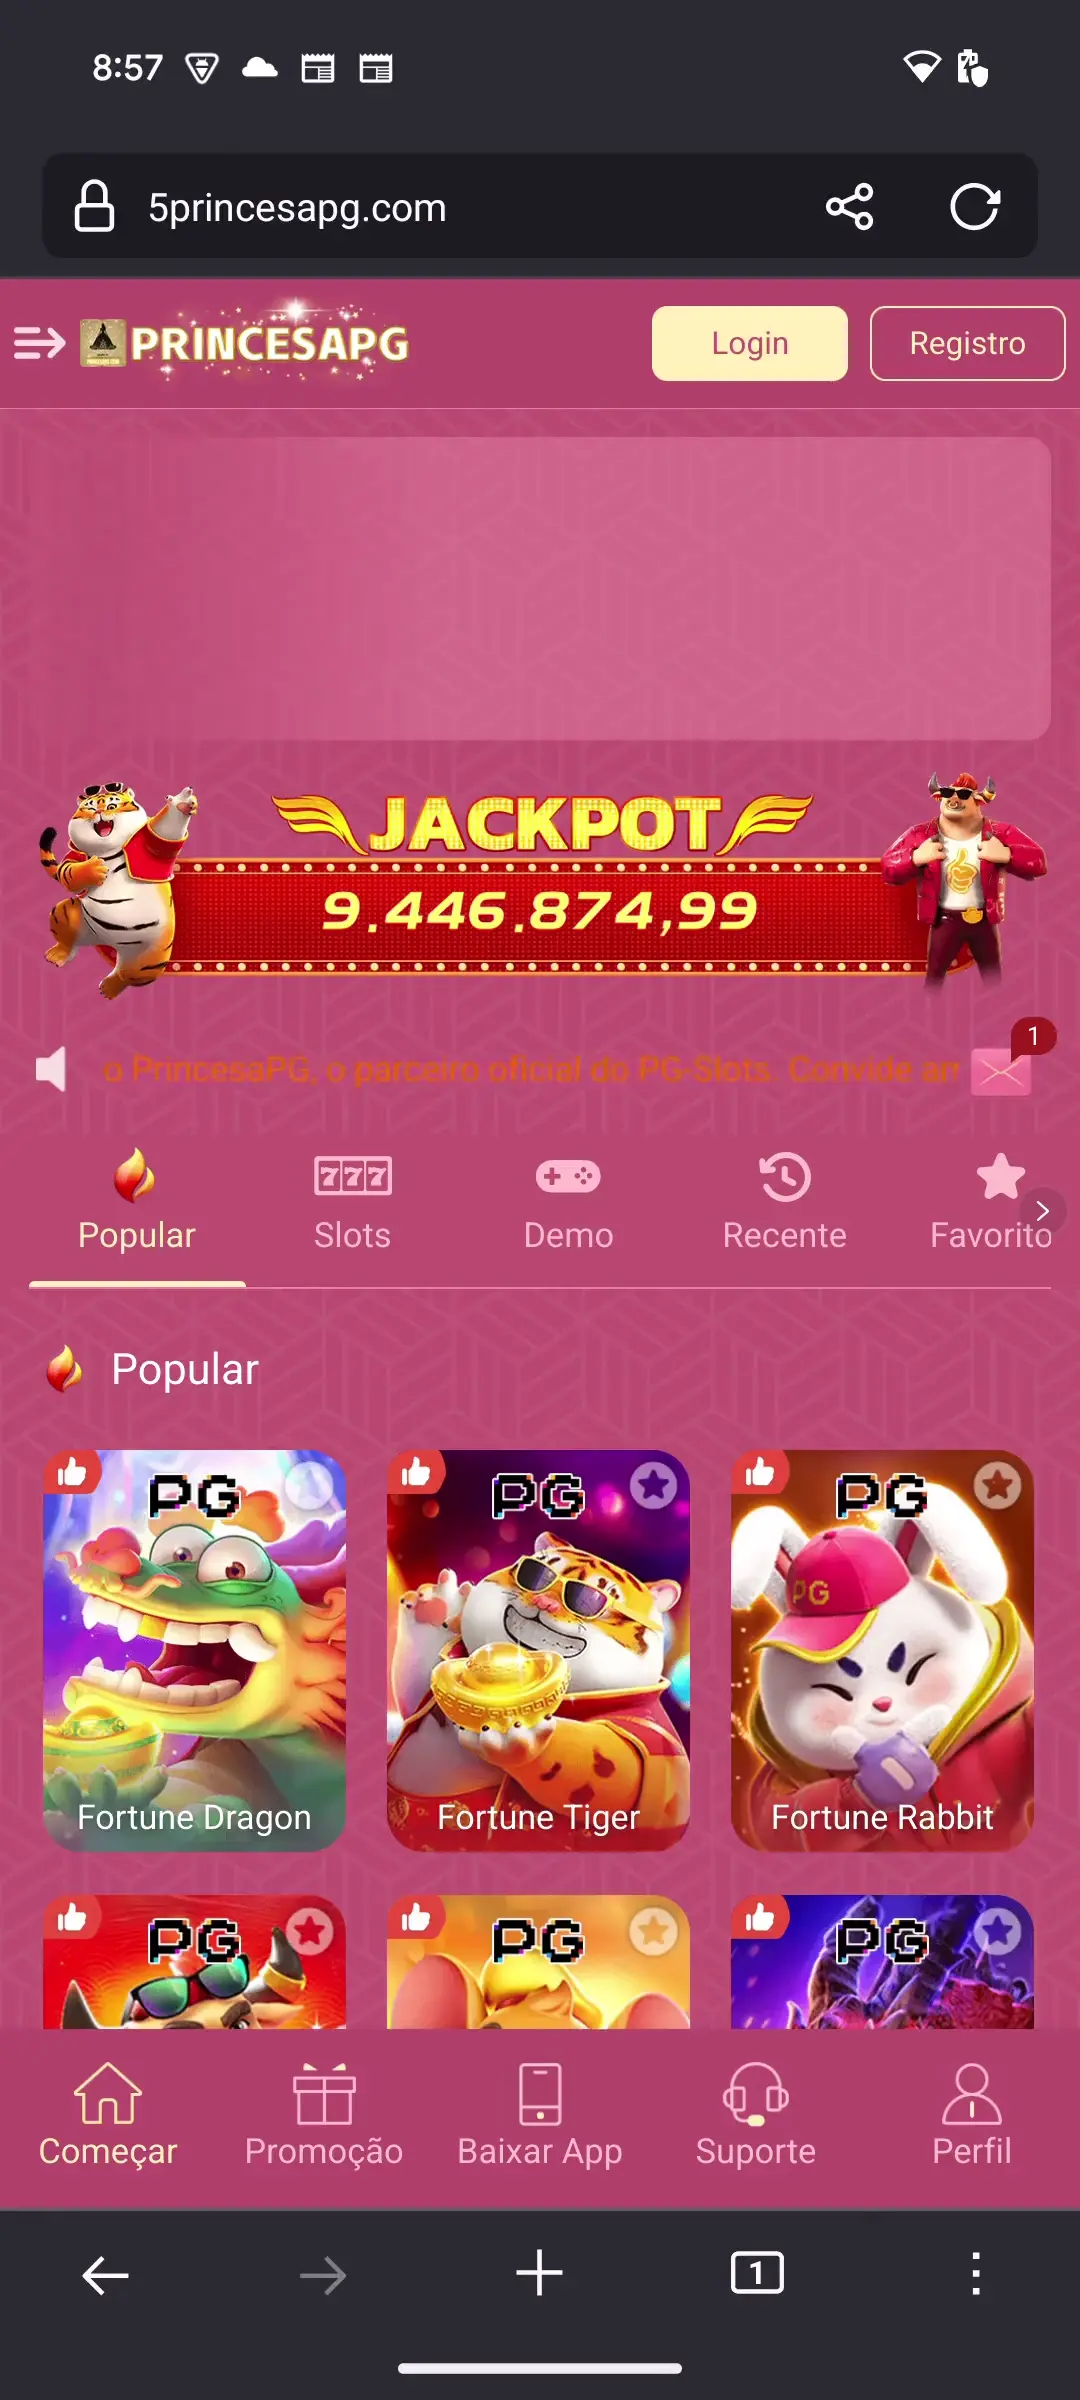 8:57
5princesapg.com
PRINCESAPG
Login
Registro
JACKPOT
9.446.874,99
1
o PrincesaPG, o parceiro oficial do PG-Slots. Convide
Popular
Slots
Demo
Recente
Favorito
Popular
PG
PG
PG
PG
Fortune Dragon
Fortune Tiger
Fortune Rabbit
PG
PG
PG
Começar
Promoção
Baixar App
Suporte
Perfil
1